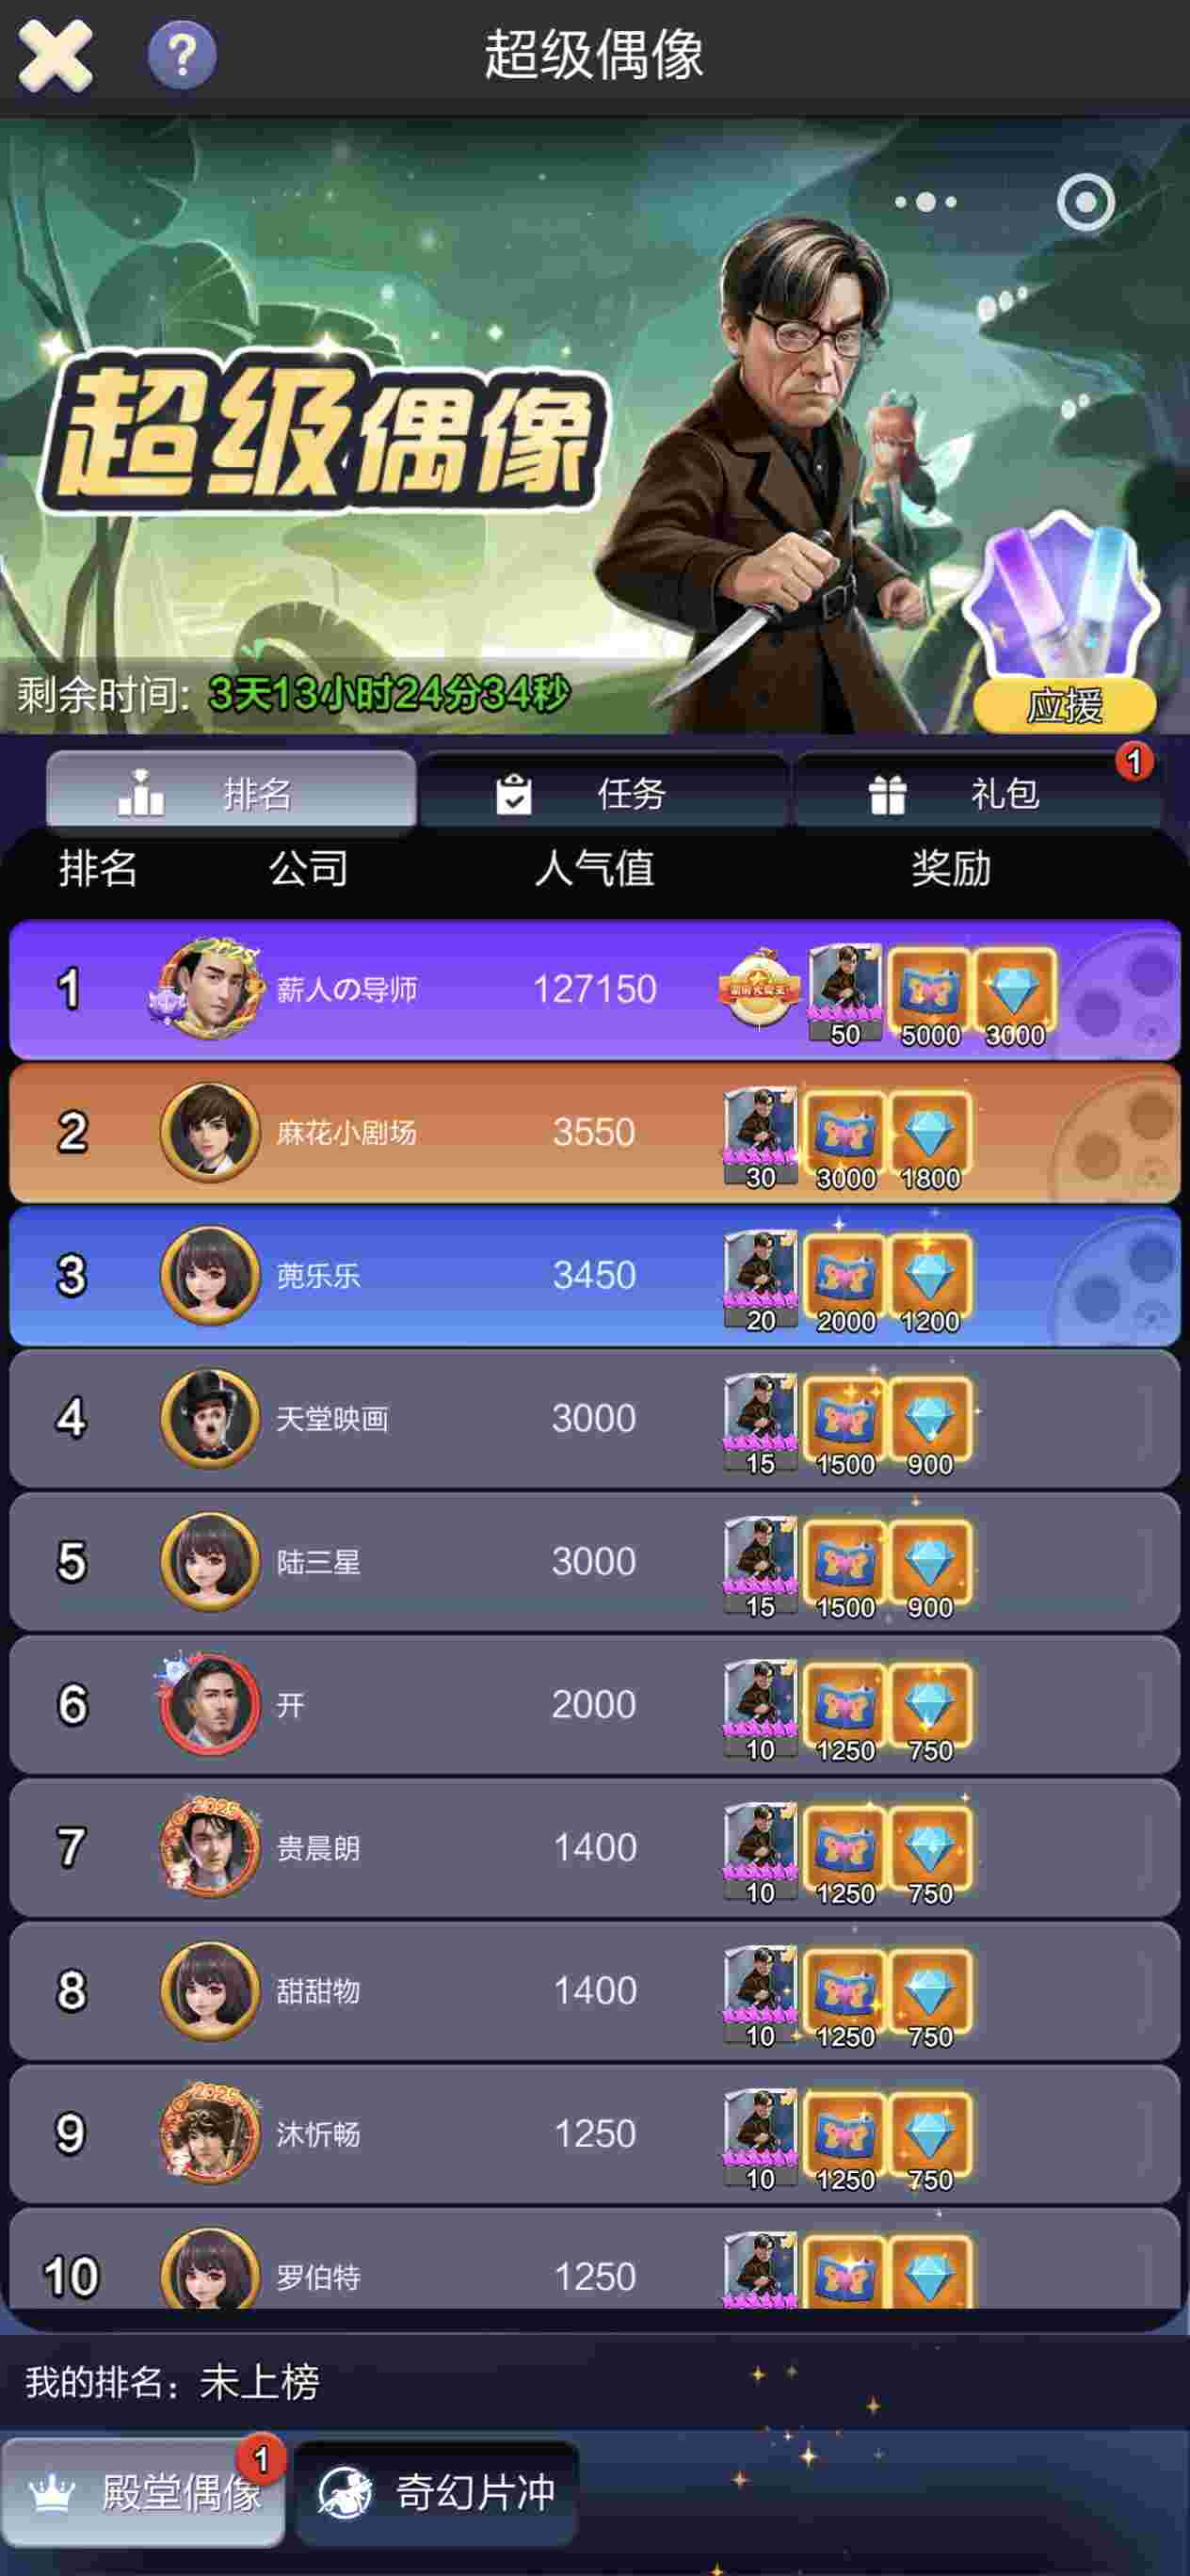 超级偶像
超级偶像
剩余时间: 3天13小时24分34秒
应援
排名 任务 礼包 1
排名 公司 人气值 奖励
1 薪人の导师 127150 50 5000 3000
2 麻花小剧场 3550 30 3000 1800
3 蔸乐乐 3450 20 2000 1200
4 天堂映画 3000 15 1500 900
5 陆三星 3000 15 1500 900
6 开 2000 10 1250 750
7 贵晨朗 1400 10 1250 750
8 甜甜物 1400 10 1250 750
9 沐忻畅 1250 10 1250 750
10 罗伯特 1250
我的排名: 未上榜
殿堂偶像 1 奇幻片冲